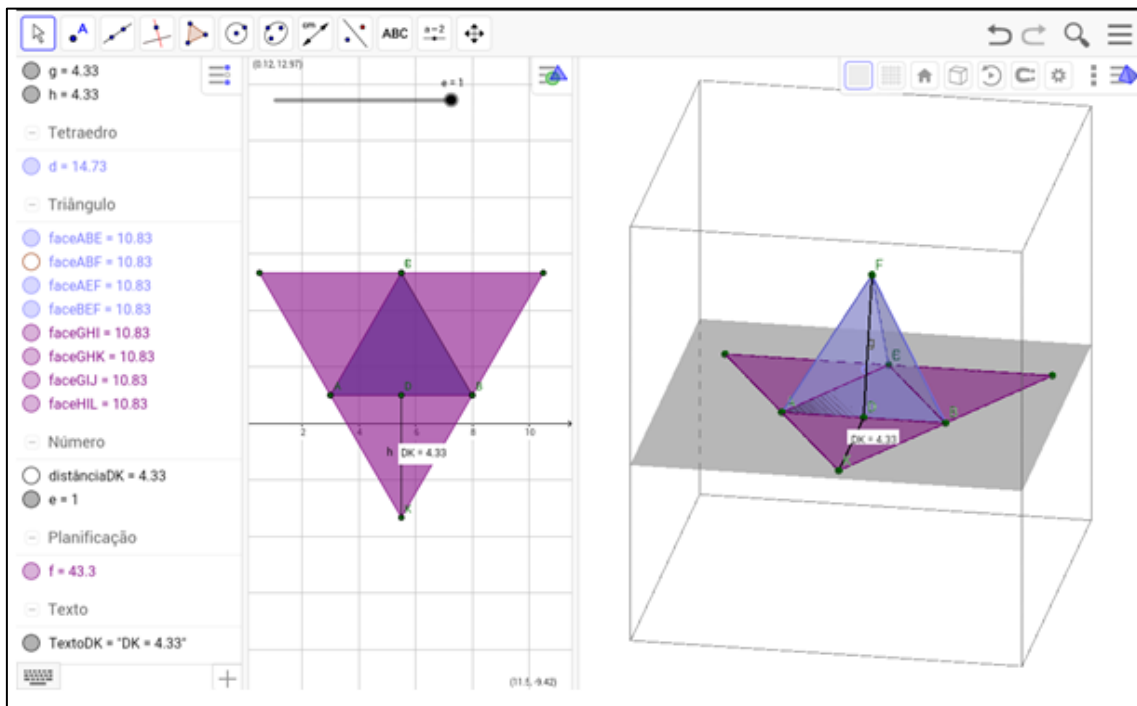 ABC
a=2
g = 4.33
h = 4.33
Tetraedro
d = 14.73
Triângulo
faceABE = 10.83
faceABF = 10.83
faceAEF = 10.83
faceBEF = 10.83
faceGHI = 10.83
faceGHK = 10.83
faceGIJ = 10.83
faceHIL = 10.83
Número
distânciaDK = 4.33
e = 1
Planificação
f = 43.3
Texto
TextoDK = "DK = 4.33"
(0.12, 12.97)
e = 1
A
D
B
2
4
6
8
10
h
DK = 4.33
K
(11.5, -9.42)
F
g
E
D
B
DK = 4.33